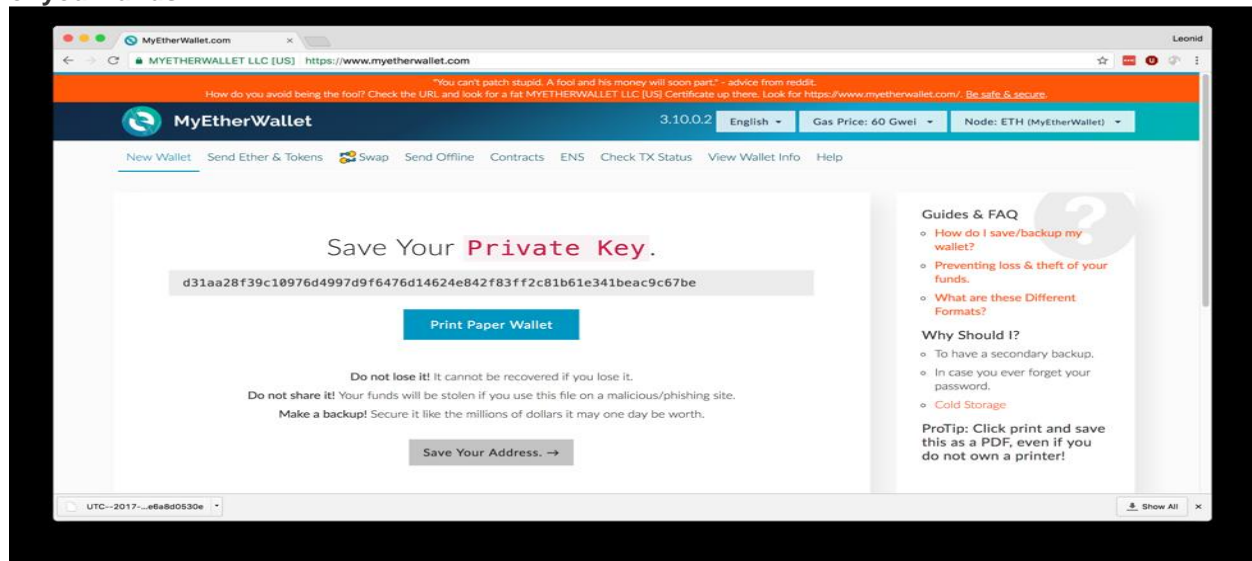 MyEtherWallet.com
Leonid
MYETHERWALLET LLC [US] https://www.myetherwallet.com
"You can't patch stupid. A fool and his money will soon part." - advice from reddit.
How do you avoid being the fool? Check the URL, and look for a fat MYETHERWALLET LLC [US] Certificate up there. Look for https://www.myetherwallet.com/. Be safe & secure.
MyEtherWallet 3.10.0.2 English Gas Price: 60 Gwei Node: ETH (MyEtherWallet)
New Wallet Send Ether & Tokens Swap Send Offline Contracts ENS Check TX Status View Wallet Info Help
Save Your Private Key.
d31aa28f39c10976d4997d9f6476d14624e842f83ff2c81b61e341beac9c67be
Print Paper Wallet
Do not lose it! It cannot be recovered if you lose it.
Do not share it! Your funds will be stolen if you use this file on a malicious/phishing site.
Make a backup! Secure it like the millions of dollars it may one day be worth.
Save Your Address. →
Guides & FAQ
How do I save/backup my
wallet?
Preventing loss & theft of your
funds.
What are these Different
Formats?
Why Should I?
To have a secondary backup.
In case you ever forget your
password.
Cold Storage
ProTip: Click print and save
this as a PDF, even if you
do not own a printer!
UTC--2017-...e6a8d0530e
Show All